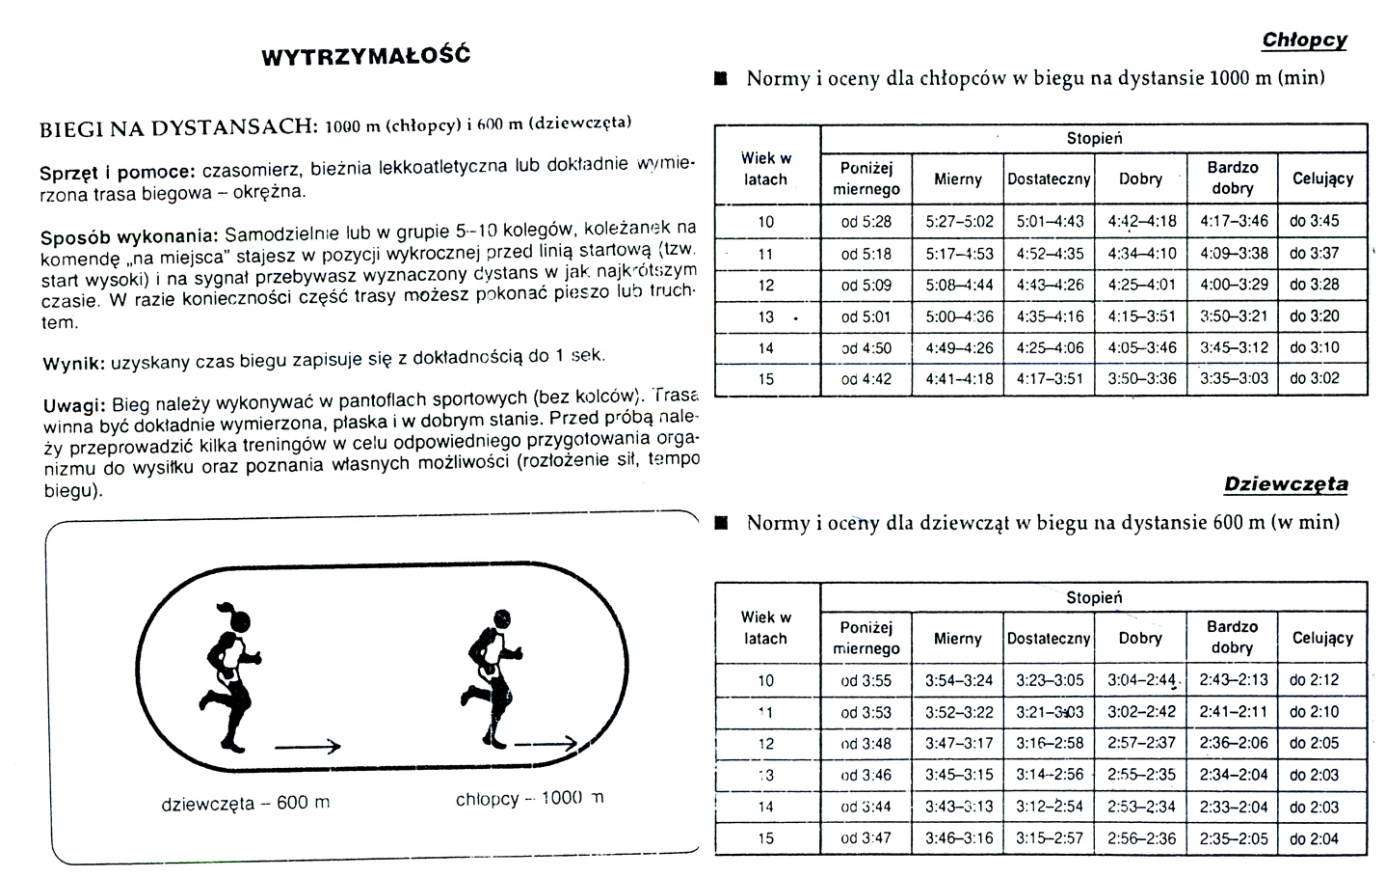 WYTRZYMAŁOŚĆ
BIEGI NA DYSTANSACH: 1000 m (chłopcy) i 600 m (dziewczęta)
Sprzęt i pomoce: czasomierz, bieżnia lekkoatletyczna lub dokładnie wymie-
rzona trasa biegowa – okrężna.
Sposób wykonania: Samodzielnie lub w grupie 5–10 kolegów, koleżanek na
komendę „na miejsca" stajesz w pozycji wykrocznej przed linią startową (tzw.
start wysoki) i na sygnał przebywasz wyznaczony dystans w jak najkrótszym
czasie. W razie konieczności część trasy możesz pokonać pieszo lub truch-
tem.
Wynik: uzyskany czas biegu zapisuje się z dokładnością do 1 sek.
Uwagi: Bieg należy wykonywać w pantoflach sportowych (bez kolców). Trasa
winna być dokładnie wymierzona, płaska i w dobrym stanie. Przed próbą nale-
ży przeprowadzić kilka treningów w celu odpowiedniego przygotowania orga-
nizmu do wysiłku oraz poznania własnych możliwości (rozłożenie sił, tempo
biegu).
dziewczęta – 600 m
chłopcy – 1000 m
Chłopcy
■ Normy i oceny dla chłopców w biegu na dystansie 1000 m (min)
Wiek w latach
Stopień
Poniżej miernego Mierny Dostateczny Dobry Bardzo dobry Celujący
10 od 5:28 5:27–5:02 5:01–4:43 4:42–4:18 4:17–3:46 do 3:45
11 od 5:18 5:17–4:53 4:52–4:35 4:34–4:10 4:09–3:38 do 3:37
12 od 5:09 5:08–4:44 4:43–4:26 4:25–4:01 4:00–3:29 do 3:28
13 od 5:01 5:00–4:36 4:35–4:16 4:15–3:51 3:50–3:21 do 3:20
14 od 4:50 4:49–4:26 4:25–4:06 4:05–3:46 3:45–3:12 do 3:10
15 od 4:42 4:41–4:18 4:17–3:51 3:50–3:36 3:35–3:03 do 3:02
Dziewczęta
■ Normy i oceny dla dziewcząt w biegu na dystansie 600 m (w min)
Wiek w latach
Stopień
Poniżej miernego Mierny Dostateczny Dobry Bardzo dobry Celujący
10 od 3:55 3:54–3:24 3:23–3:05 3:04–2:44 2:43–2:13 do 2:12
11 od 3:53 3:52–3:22 3:21–3:03 3:02–2:42 2:41–2:11 do 2:10
12 od 3:48 3:47–3:17 3:16–2:58 2:57–2:37 2:36–2:06 do 2:05
13 od 3:46 3:45–3:15 3:14–2:56 2:55–2:35 2:34–2:04 do 2:03
14 od 3:44 3:43–3:13 3:12–2:54 2:53–2:34 2:33–2:04 do 2:03
15 od 3:47 3:46–3:16 3:15–2:57 2:56–2:36 2:35–2:05 do 2:04